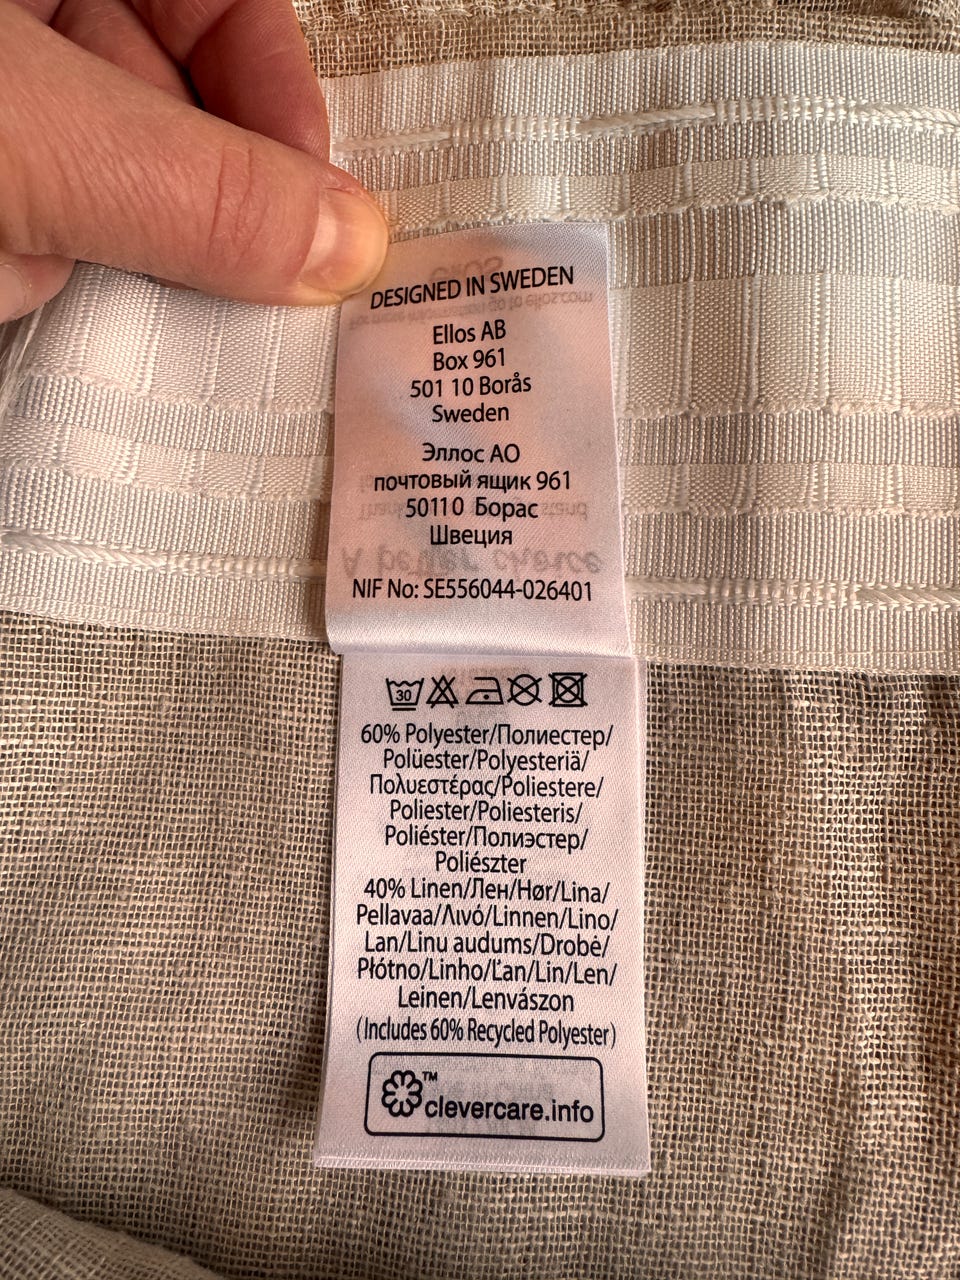 DESIGNED IN SWEDEN
Ellos AB
Box 961
501 10 Borås
Sweden
Эллос АО
почтовый ящик 961
50110 Борас
Швеция
NIF No: SE556044-026401
30
60% Polyester/Полиестер/
Polüester/Polyesteriä/
Πολυεστέρας/Poliestere/
Poliester/Poliesteris/
Poliéster/Полиэстер/
Poliészter
40% Linen/Лен/Hør/Lina/
Pellavaa/Λινό/Linnen/Lino/
Lan/Linu audums/Drobė/
Płótno/Linho/Ľan/Lin/Len/
Leinen/Lenvászon
(Includes 60% Recycled Polyester)
™
clevercare.info